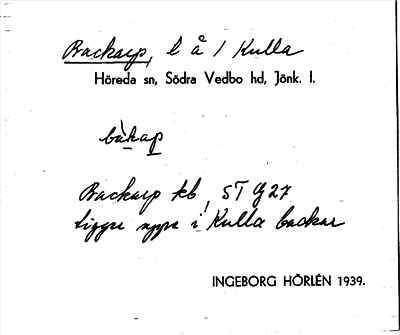 Backarp, l å / Kulla
Höreda sn, Södra Vedbo hd, Jönk. l.
bàkap
Backarp kb, ST G27
ligger uppe i Kulla backar
INGEBORG HÖRLÉN 1939.